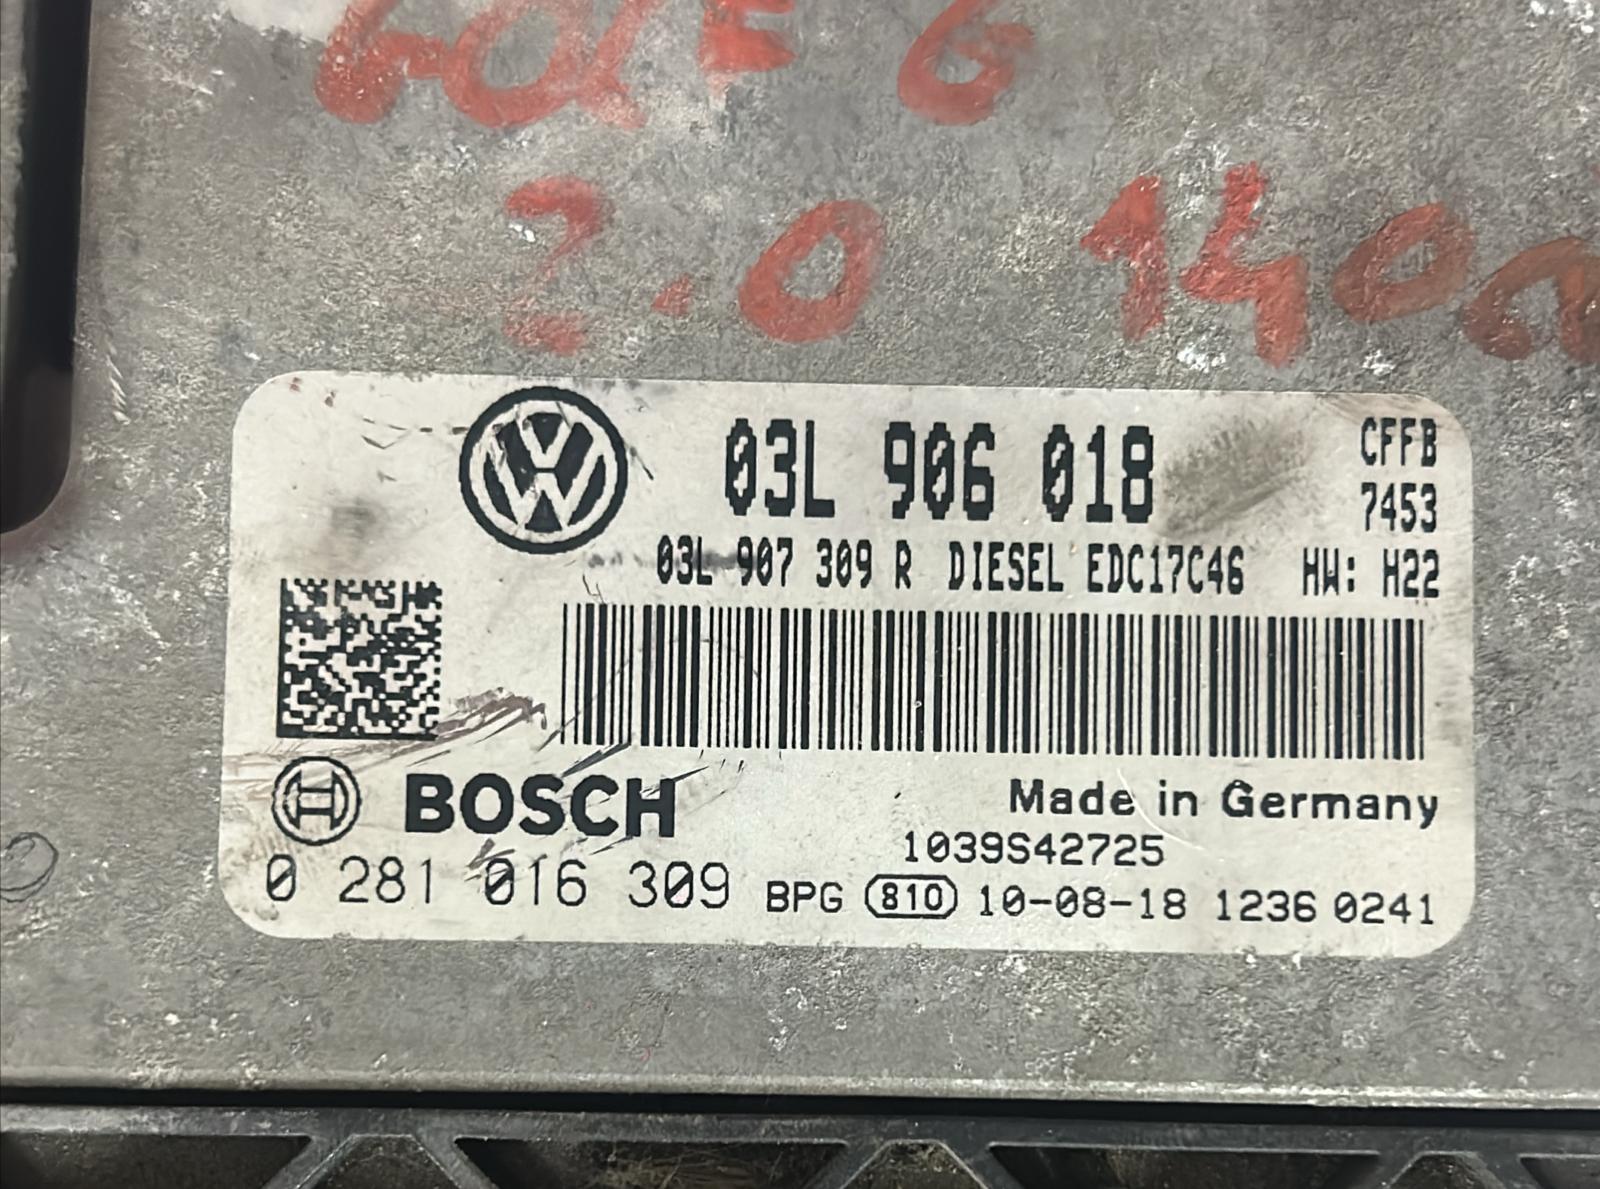 GOLF 6
2.0 140
03L 906 018 CFFB
7453
03L 907 309 R DIESEL EDC17C46 HW: H22
BOSCH Made in Germany
1039S42725
0 281 016 309 BPG 810 10-08-18 1236 0241